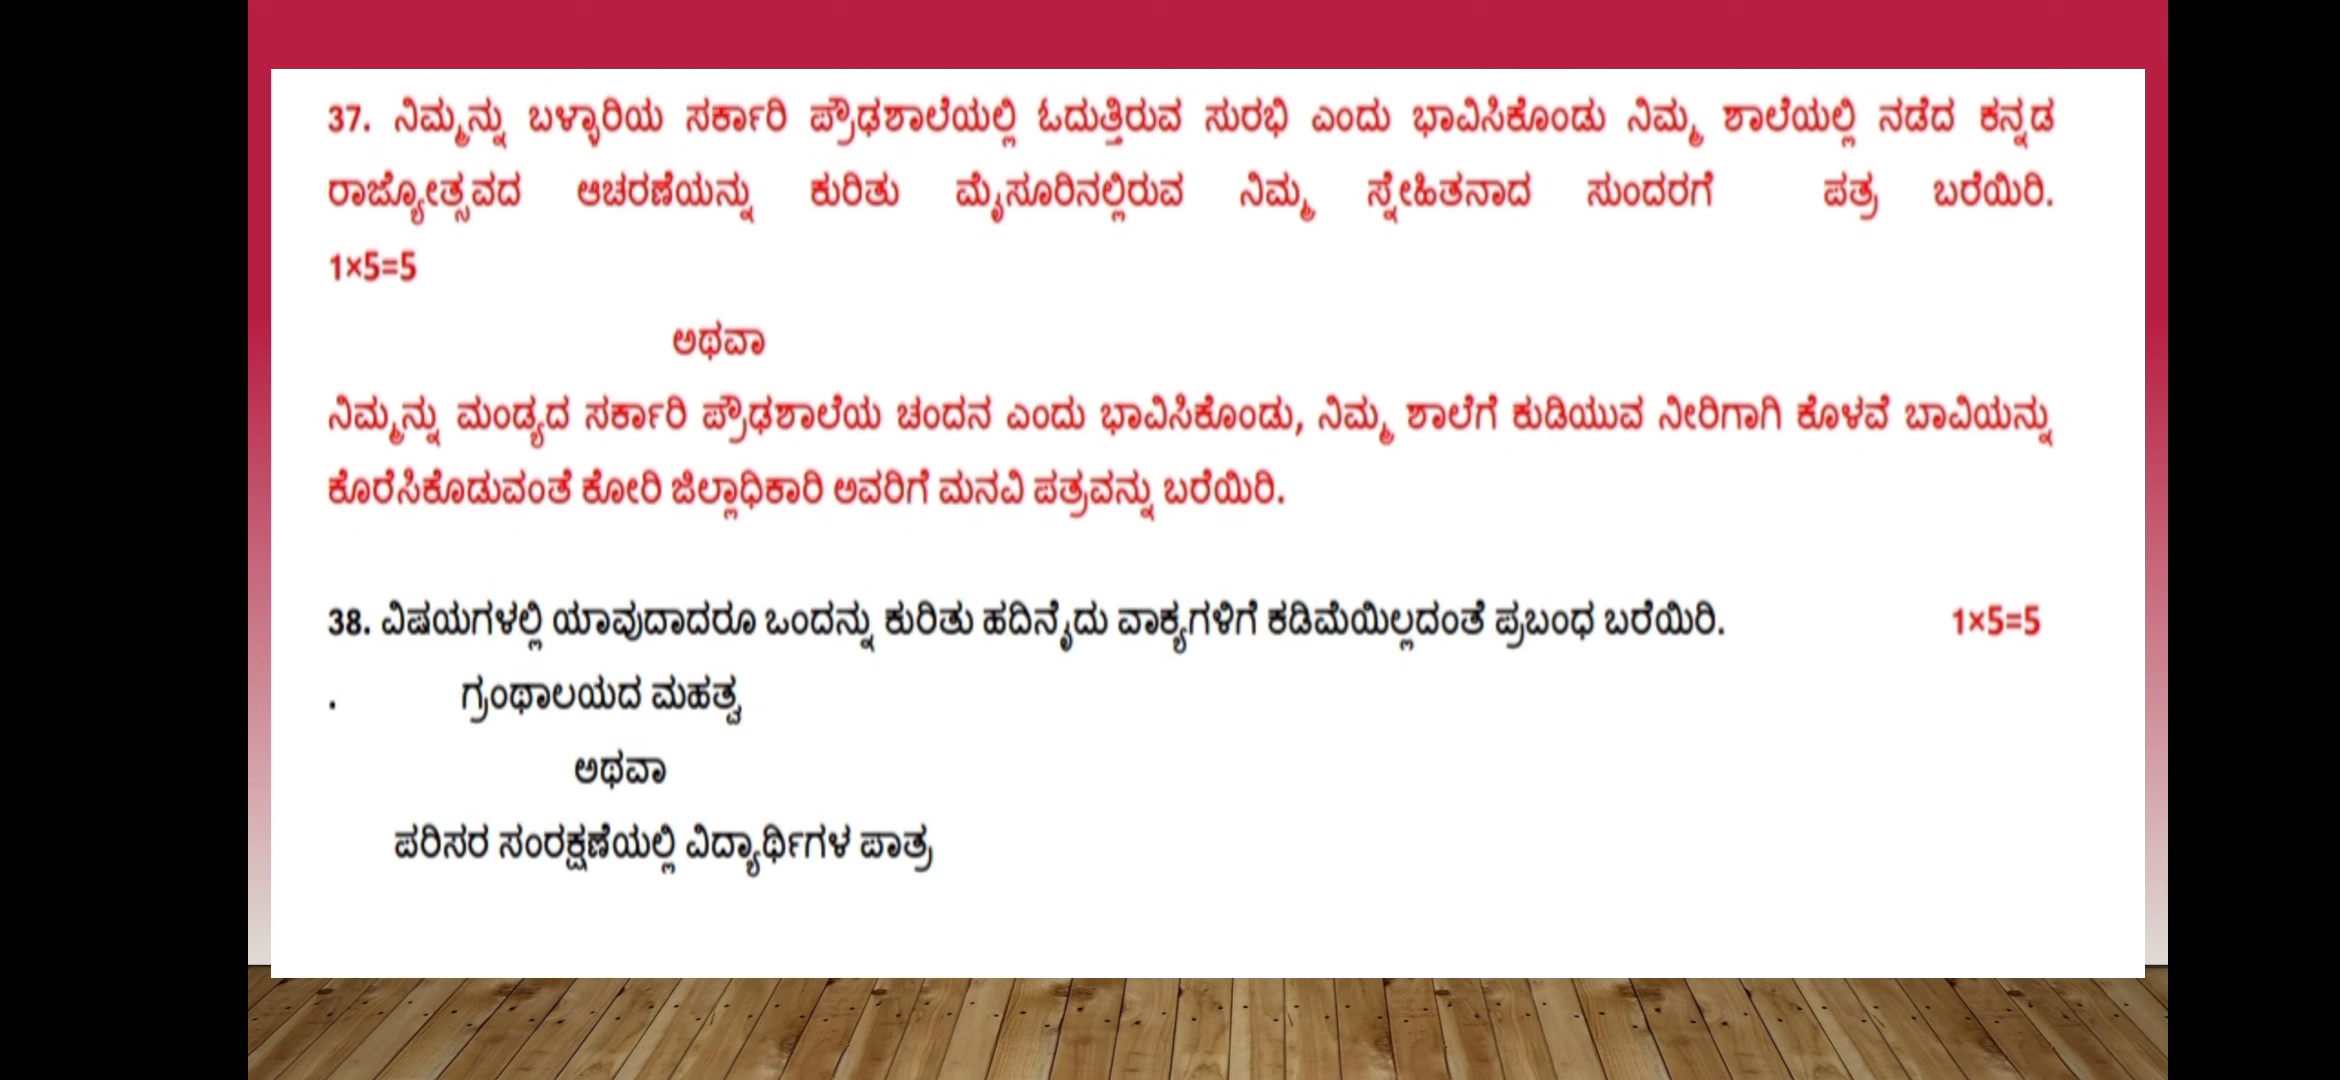 37. ನಿಮ್ಮನ್ನು ಬಳ್ಳಾರಿಯ ಸರ್ಕಾರಿ ಪ್ರೌಢಶಾಲೆಯಲ್ಲಿ ಓದುತ್ತಿರುವ ಸುರಭಿ ಎಂದು ಭಾವಿಸಿಕೊಂಡು ನಿಮ್ಮ ಶಾಲೆಯಲ್ಲಿ ನಡೆದ ಕನ್ನಡ
ರಾಜ್ಯೋತ್ಸವದ ಆಚರಣೆಯನ್ನು ಕುರಿತು ಮೈಸೂರಿನಲ್ಲಿರುವ ನಿಮ್ಮ ಸ್ನೇಹಿತನಾದ ಸುಂದರಗೆ ಪತ್ರ ಬರೆಯಿರಿ.
1×5=5
ಅಥವಾ
ನಿಮ್ಮನ್ನು ಮಂಡ್ಯದ ಸರ್ಕಾರಿ ಪ್ರೌಢಶಾಲೆಯ ಚಂದನ ಎಂದು ಭಾವಿಸಿಕೊಂಡು, ನಿಮ್ಮ ಶಾಲೆಗೆ ಕುಡಿಯುವ ನೀರಿಗಾಗಿ ಕೊಳವೆ ಬಾವಿಯನ್ನು
ಕೊರೆಸಿಕೊಡುವಂತೆ ಕೋರಿ ಜಿಲ್ಲಾಧಿಕಾರಿ ಅವರಿಗೆ ಮನವಿ ಪತ್ರವನ್ನು ಬರೆಯಿರಿ.
38. ವಿಷಯಗಳಲ್ಲಿ ಯಾವುದಾದರೂ ಒಂದನ್ನು ಕುರಿತು ಹದಿನೈದು ವಾಕ್ಯಗಳಿಗೆ ಕಡಿಮೆಯಿಲ್ಲದಂತೆ ಪ್ರಬಂಧ ಬರೆಯಿರಿ. 1×5=5
. ಗ್ರಂಥಾಲಯದ ಮಹತ್ವ
ಅಥವಾ
ಪರಿಸರ ಸಂರಕ್ಷಣೆಯಲ್ಲಿ ವಿದ್ಯಾರ್ಥಿಗಳ ಪಾತ್ರ